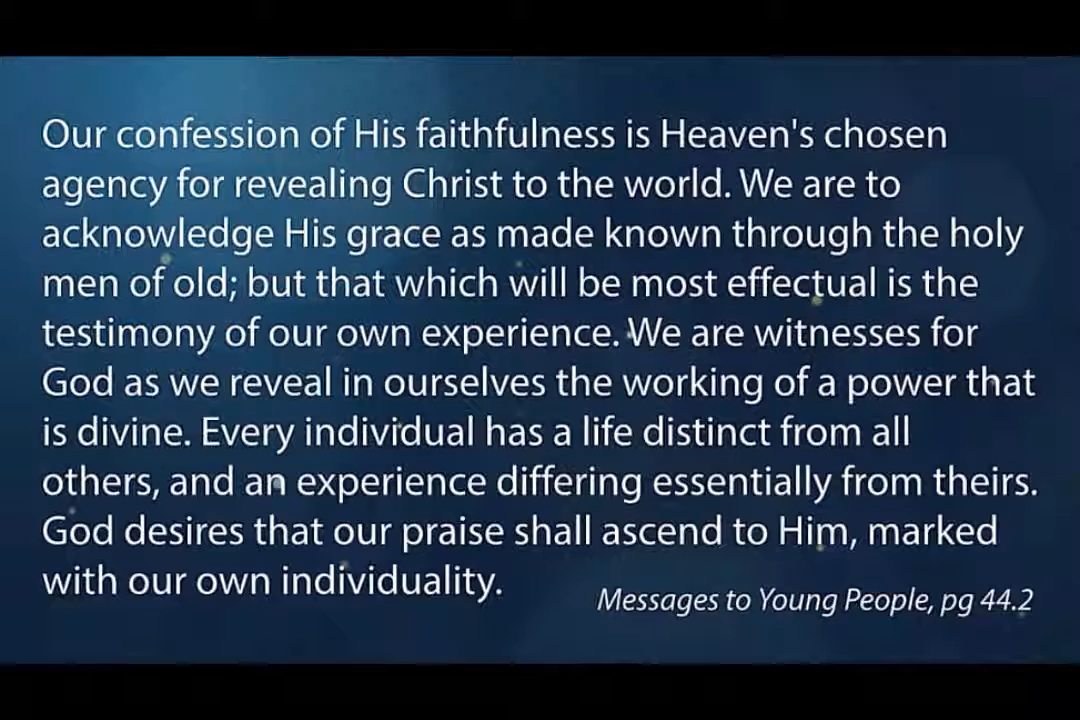 Our confession of His faithfulness is Heaven's chosen
agency for revealing Christ to the world. We are to
acknowledge His grace as made known through the holy
men of old; but that which will be most effectual is the
testimony of our own experience. We are witnesses for
God as we reveal in ourselves the working of a power that
is divine. Every individual has a life distinct from all
others, and an experience differing essentially from theirs.
God desires that our praise shall ascend to Him, marked
with our own individuality.
Messages to Young People, pg 44.2